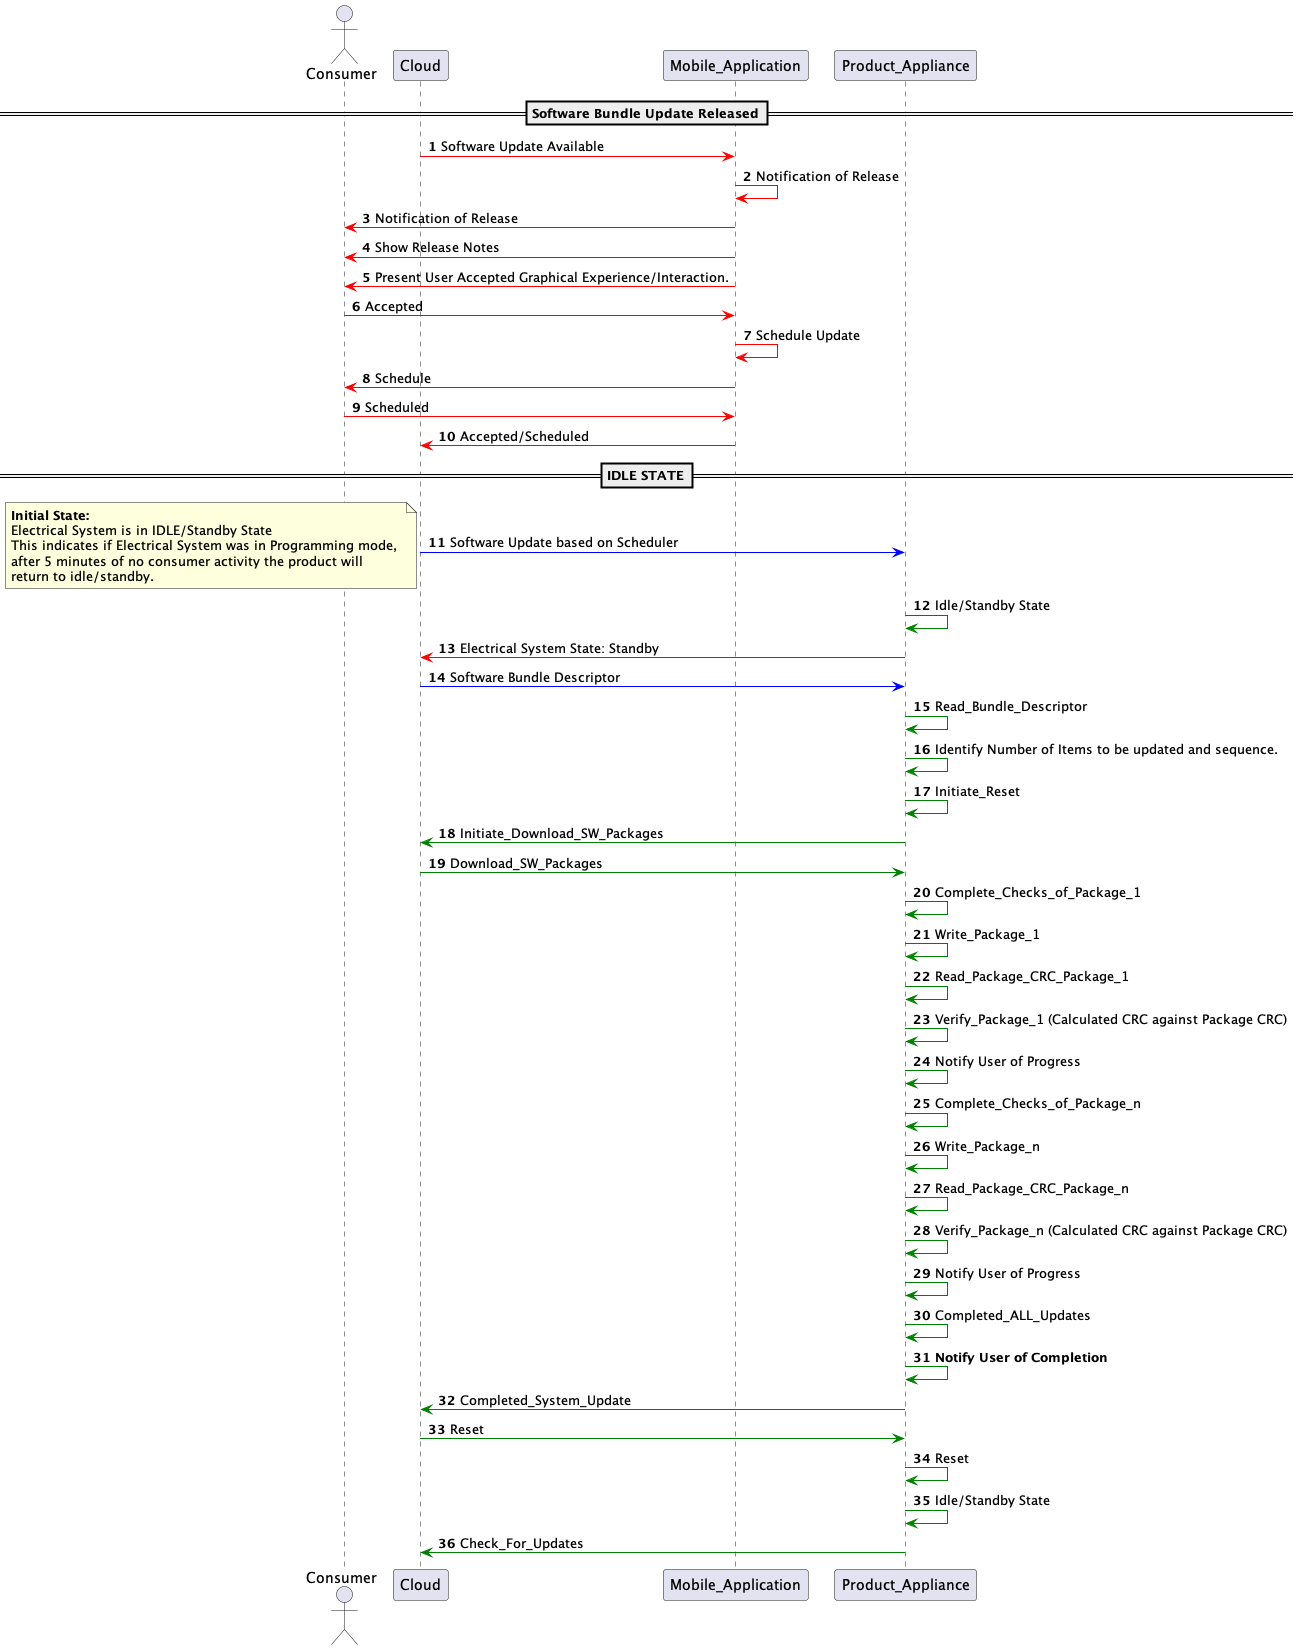 Consumer
Cloud
Mobile_Application
Product_Appliance
Software Bundle Update Released
1 Software Update Available
2 Notification of Release
3 Notification of Release
4 Show Release Notes
5 Present User Accepted Graphical Experience/Interaction.
6 Accepted
7 Schedule Update
8 Schedule
9 Scheduled
10 Accepted/Scheduled
IDLE STATE
Initial State:
Electrical System is in IDLE/Standby State
This indicates if Electrical System was in Programming mode,
after 5 minutes of no consumer activity the product will
return to idle/standby.
11 Software Update based on Scheduler
12 Idle/Standby State
13 Electrical System State: Standby
14 Software Bundle Descriptor
15 Read_Bundle_Descriptor
16 Identify Number of Items to be updated and sequence.
17 Initiate_Reset
18 Initiate_Download_SW_Packages
19 Download_SW_Packages
20 Complete_Checks_of_Package_1
21 Write_Package_1
22 Read_Package_CRC_Package_1
23 Verify_Package_1 (Calculated CRC against Package CRC)
24 Notify User of Progress
25 Complete_Checks_of_Package_n
26 Write_Package_n
27 Read_Package_CRC_Package_n
28 Verify_Package_n (Calculated CRC against Package CRC)
29 Notify User of Progress
30 Completed_ALL_Updates
31 Notify User of Completion
32 Completed_System_Update
33 Reset
34 Reset
35 Idle/Standby State
36 Check_For_Updates
Consumer
Cloud
Mobile_Application
Product_Appliance